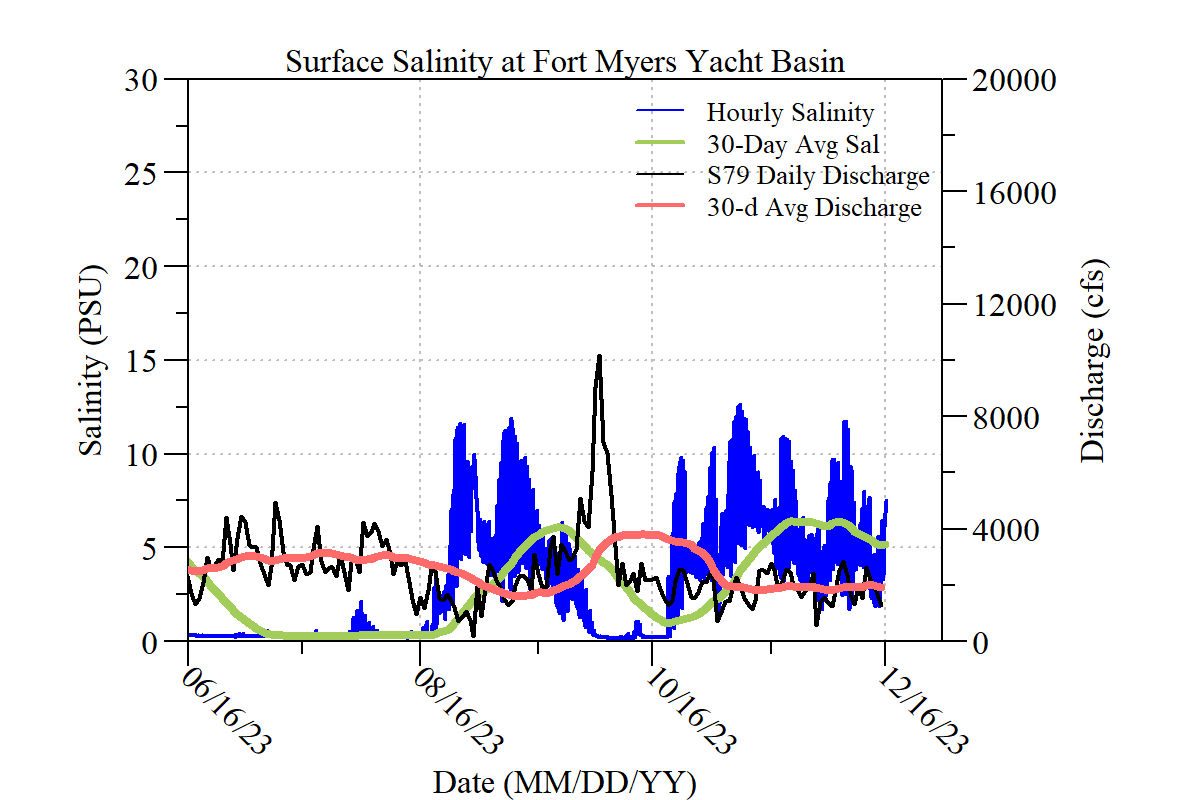 Surface Salinity at Fort Myers Yacht Basin
30
25
20
15
10
5
0
Salinity (PSU)
Hourly Salinity
30-Day Avg Sal
S79 Daily Discharge
30-d Avg Discharge
20000
16000
12000
8000
4000
0
Discharge (cfs)
06/16/23
08/16/23
10/16/23
12/16/23
Date (MM/DD/YY)